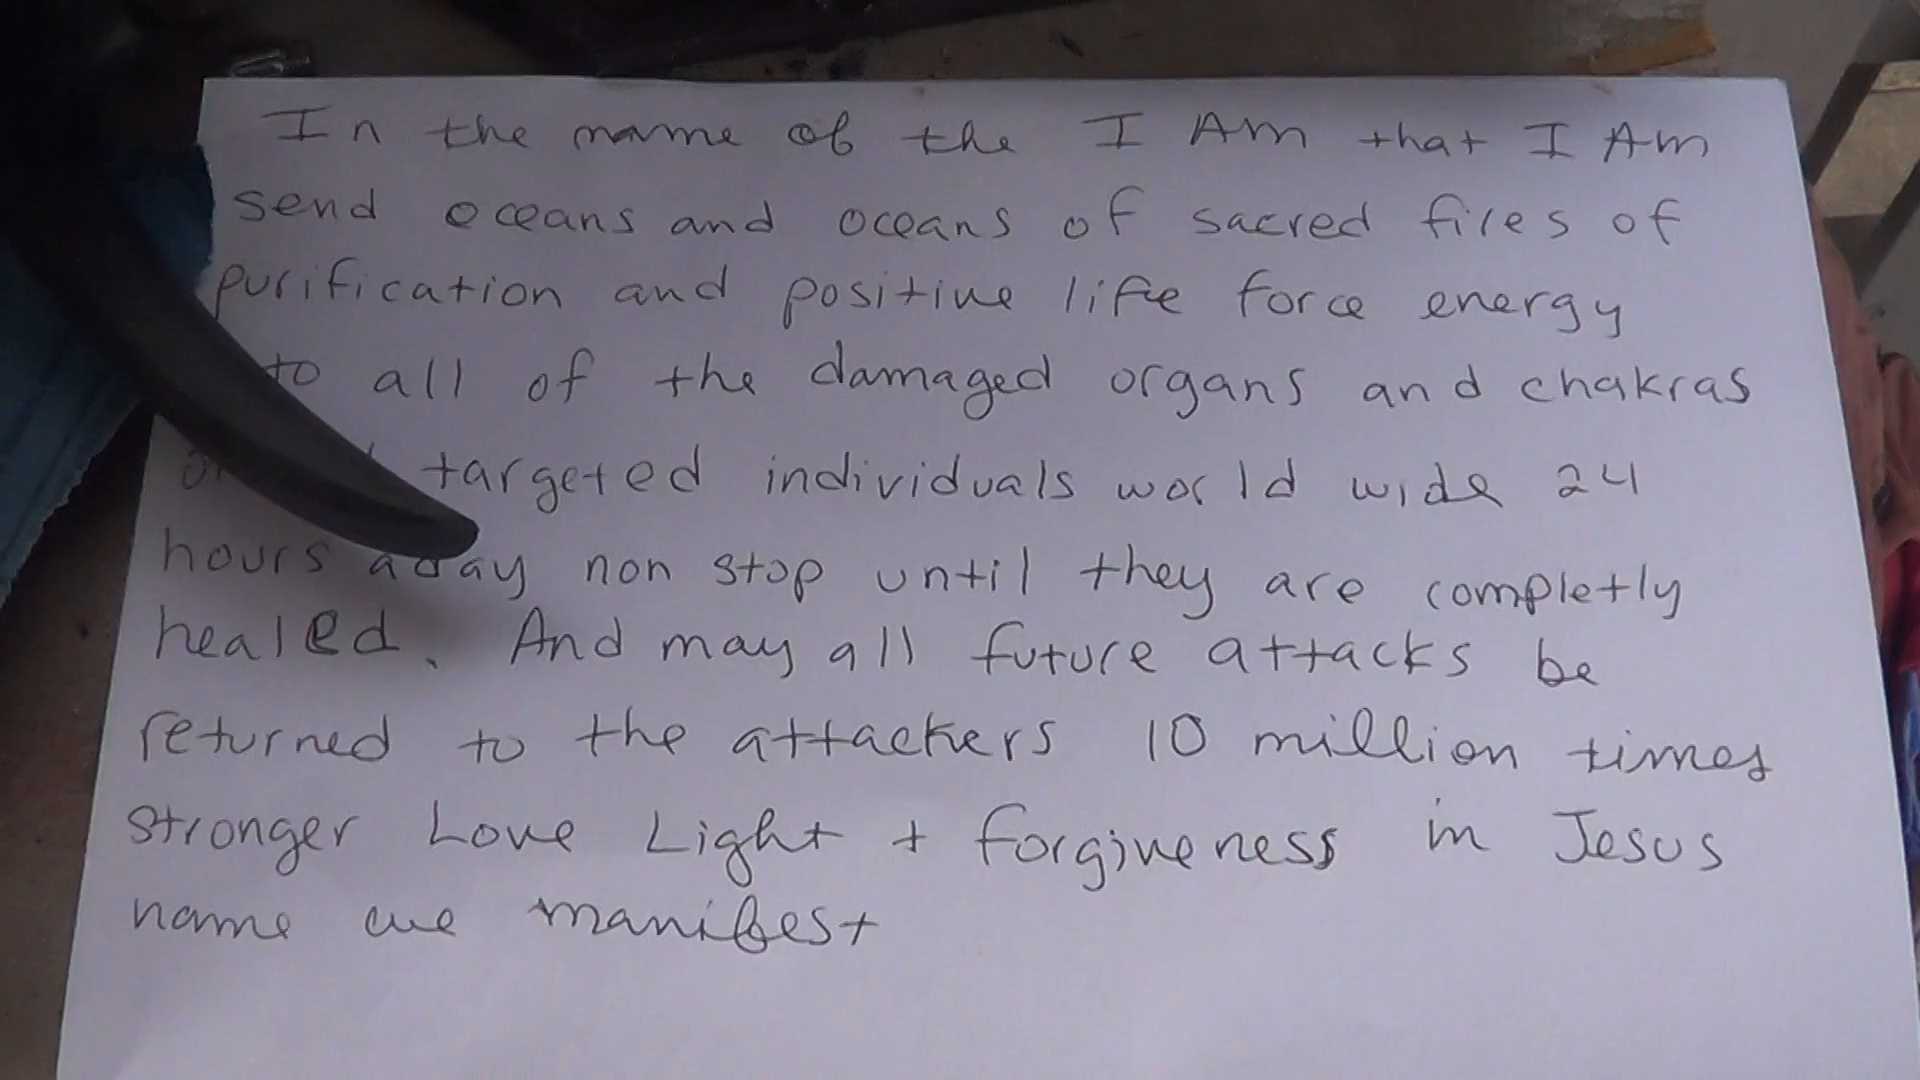 In the name of the I AM that I AM
send oceans and oceans of sacred fires of
purification and positive life force energy
to all of the damaged organs and chakras
targeted individuals world wide 24
hours aday non stop until they are completly
healed. And may all future attacks be
returned to the attackers 10 million times
stronger Love Light + forgiveness in Jesus
name we manifest